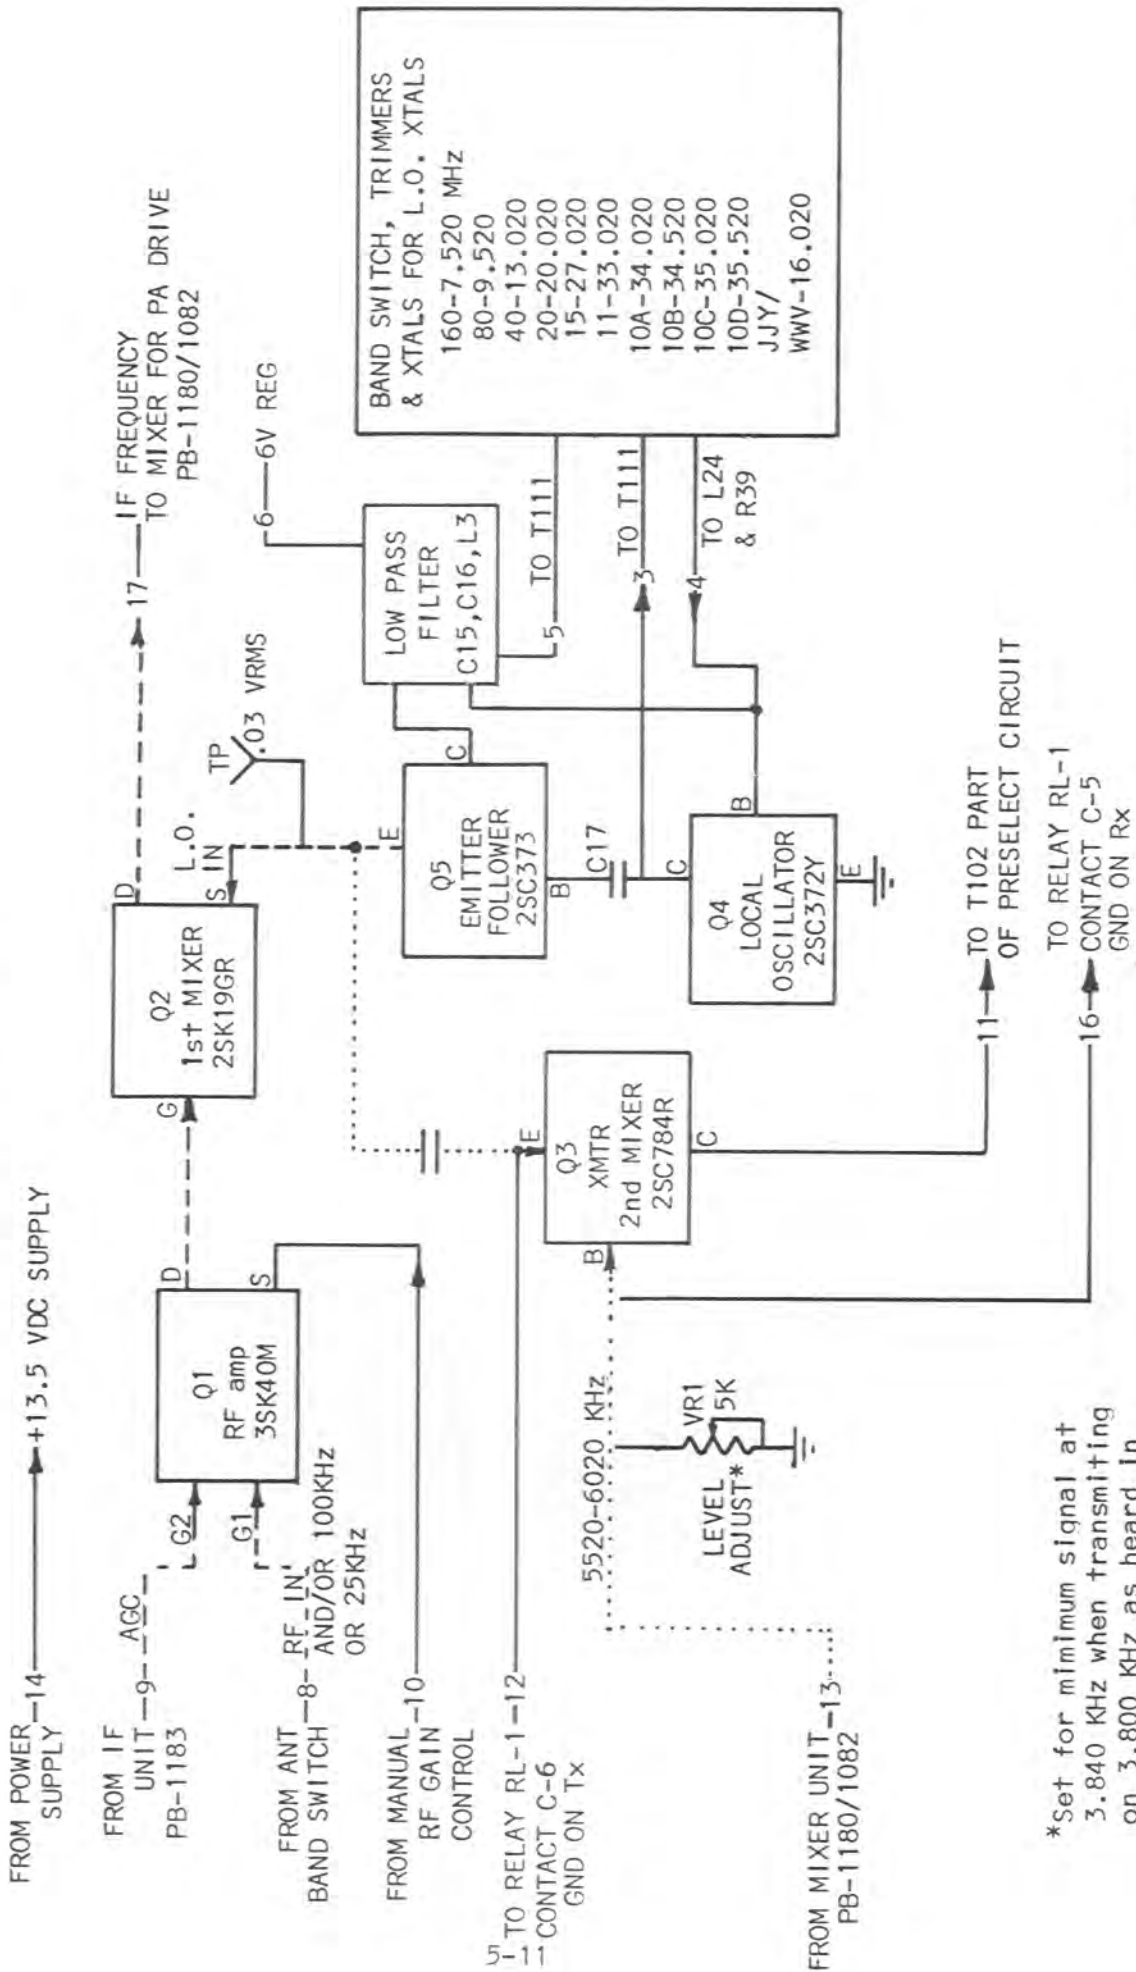 FROM POWER
SUPPLY
14
+13.5 VDC SUPPLY
FROM IF
UNIT
PB-1183
9
AGC
G2
G1
FROM ANT
BAND SWITCH
8
RF IN
AND/OR 100KHz
OR 25KHz
FROM MANUAL
RF GAIN
CONTROL
10
TO RELAY RL-1
CONTACT C-6
GND ON Tx
12
5-11
FROM MIXER UNIT
PB-1180/1082
13
Q1
RF amp
3SK40M
D
S
G
Q2
1st MIXER
2SK19GR
D
S
L.O.
IN
17
IF FREQUENCY
TO MIXER FOR PA DRIVE
PB-1180/1082
TP
.03 VRMS
6
6V REG
LOW PASS
FILTER
C15,C16,L3
5
TO T111
E
Q5
EMITTER
FOLLOWER
2SC373
C
B
C17
3
TO T111
4
TO L24
& R39
C
Q4
LOCAL
OSCILLATOR
2SC372Y
B
E
BAND SWITCH, TRIMMERS
& XTALS FOR L.O. XTALS
160-7.520 MHz
80-9.520
40-13.020
20-20.020
15-27.020
11-33.020
10A-34.020
10B-34.520
10C-35.020
10D-35.520
JJY/
WWV-16.020
E
Q3
XMTR
2nd MIXER
2SC784R
B
C
5520-6020 KHz
LEVEL
ADJUST*
VR1
5K
11
TO T102 PART
OF PRESELECT CIRCUIT
16
TO RELAY RL-1
CONTACT C-5
GND ON Rx
*Set for mimimum signal at
3.840 KHz when transmiting
on 3.800 KHz as heard in